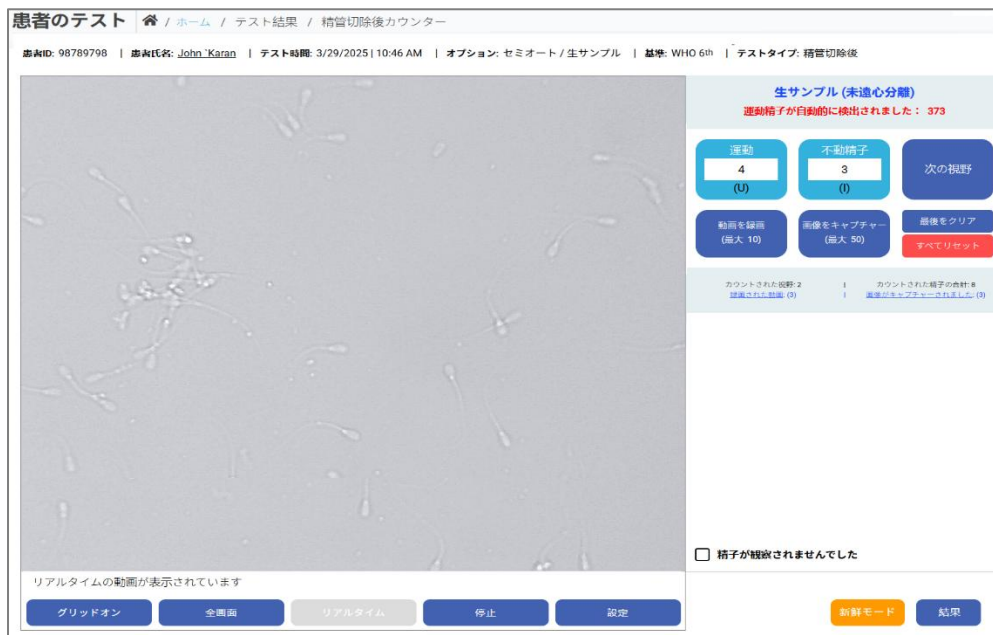 患者のテスト / ホーム / テスト結果 / 精管切除後カウンター
患者ID: 98789798 | 患者氏名: John `Karan | テスト時間: 3/29/2025 | 10:46 AM | オプション: セミオート / 生サンプル | 基準: WHO 6th | テストタイプ: 精管切除後
生サンプル (未遠心分離)
運動精子が自動的に検出されました: 373
運動 不動精子 次の視野
4 3
(U) (I)
動画を録画 画像をキャプチャー 最後をクリア
(最大 10) (最大 50) すべてリセット
カウントされた視野: 2 | カウントされた精子の合計: 8
録画された動画: (3) | 画像がキャプチャーされました: (3)
精子が観察されませんでした
リアルタイムの動画が表示されています
グリッドオン 全画面 リアルタイム 停止 設定 新鮮モード 結果